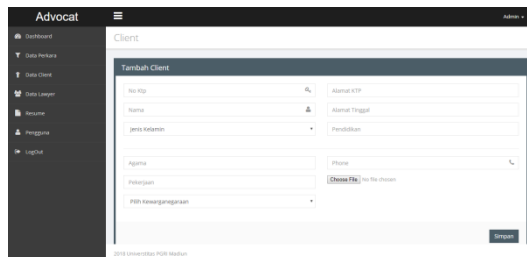 Advocat
Admin
Dashboard
Data Perkara
Data Client
Data Lawyer
Resume
Pengguna
LogOut
Client
Tambah Client
No Ktp
Alamat KTP
Nama
Alamat Tinggal
Jenis Kelamin
Pendidikan
Agama
Phone
Pekerjaan
Choose File No file chosen
Pilih Kewarganegaraan
Simpan
2018 Universitas PGRI Madiun